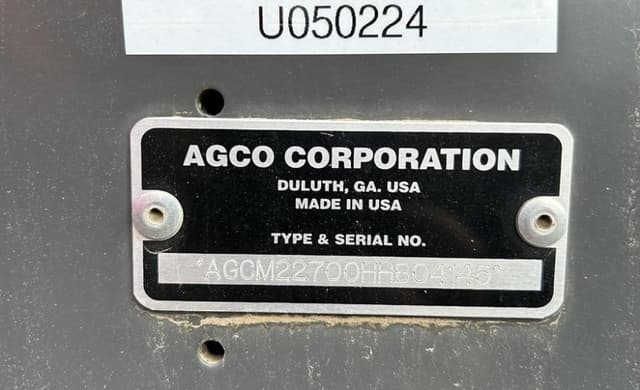 U050224
AGCO CORPORATION
DULUTH, GA. USA
MADE IN USA
TYPE & SERIAL NO.